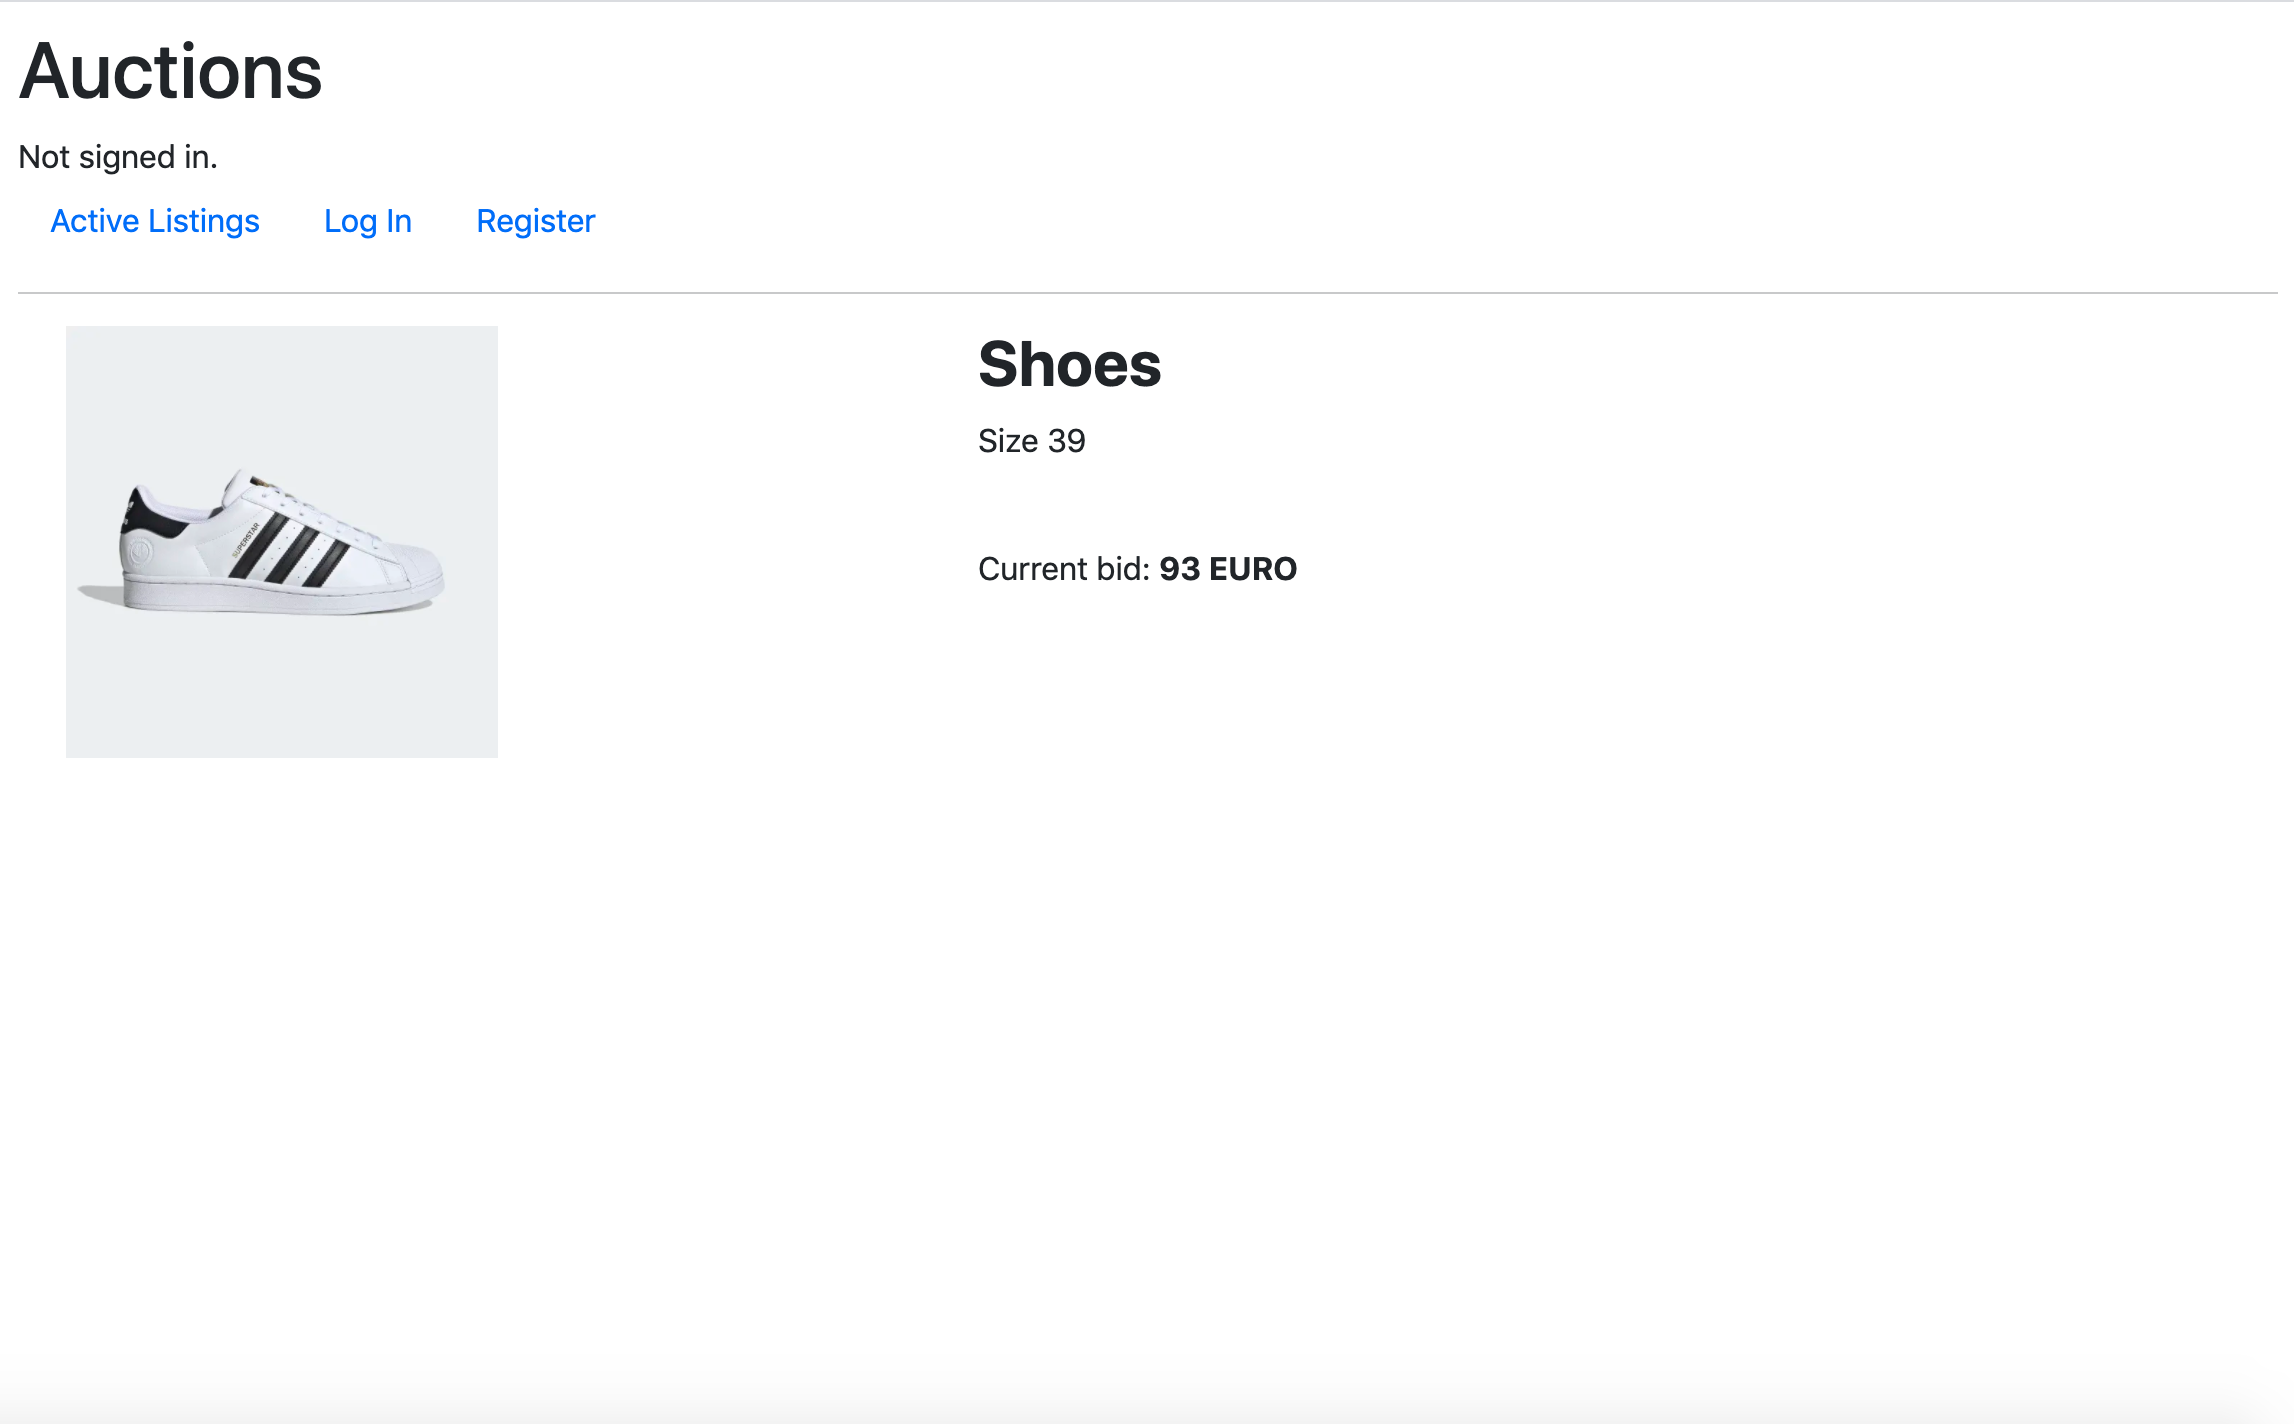 Auctions
Not signed in.
Active Listings Log In Register
Shoes
Size 39
SUPERSTAR
Current bid: 93 EURO